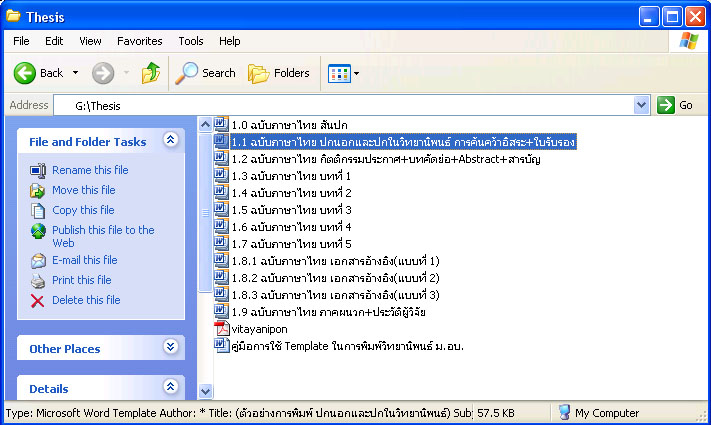 Thesis
File Edit View Favorites Tools Help
Back Search Folders
Address G:\Thesis Go
File and Folder Tasks
Rename this file
Move this file
Copy this file
Publish this file to the
Web
E-mail this file
Print this file
Delete this file
Other Places
Details
1.0 ฉบับภาษาไทย สันปก
1.1 ฉบับภาษาไทย ปกนอกและปกในวิทยานิพนธ์ การค้นคว้าอิสระ+ใบรับรอง
1.2 ฉบับภาษาไทย กิตติกรรมประกาศ+บทคัดย่อ+Abstract+สารบัญ
1.3 ฉบับภาษาไทย บทที่ 1
1.4 ฉบับภาษาไทย บทที่ 2
1.5 ฉบับภาษาไทย บทที่ 3
1.6 ฉบับภาษาไทย บทที่ 4
1.7 ฉบับภาษาไทย บทที่ 5
1.8.1 ฉบับภาษาไทย เอกสารอ้างอิง(แบบที่ 1)
1.8.2 ฉบับภาษาไทย เอกสารอ้างอิง(แบบที่ 2)
1.8.3 ฉบับภาษาไทย เอกสารอ้างอิง(แบบที่ 3)
1.9 ฉบับภาษาไทย ภาคผนวก+ประวัติผู้วิจัย
vitayanipon
คู่มือการใช้ Template ในการพิมพ์วิทยานิพนธ์ ม.อบ.
Type: Microsoft Word Template Author: * Title: (ตัวอย่างการพิมพ์ ปกนอกและปกในวิทยานิพนธ์) Sub 57.5 KB My Computer